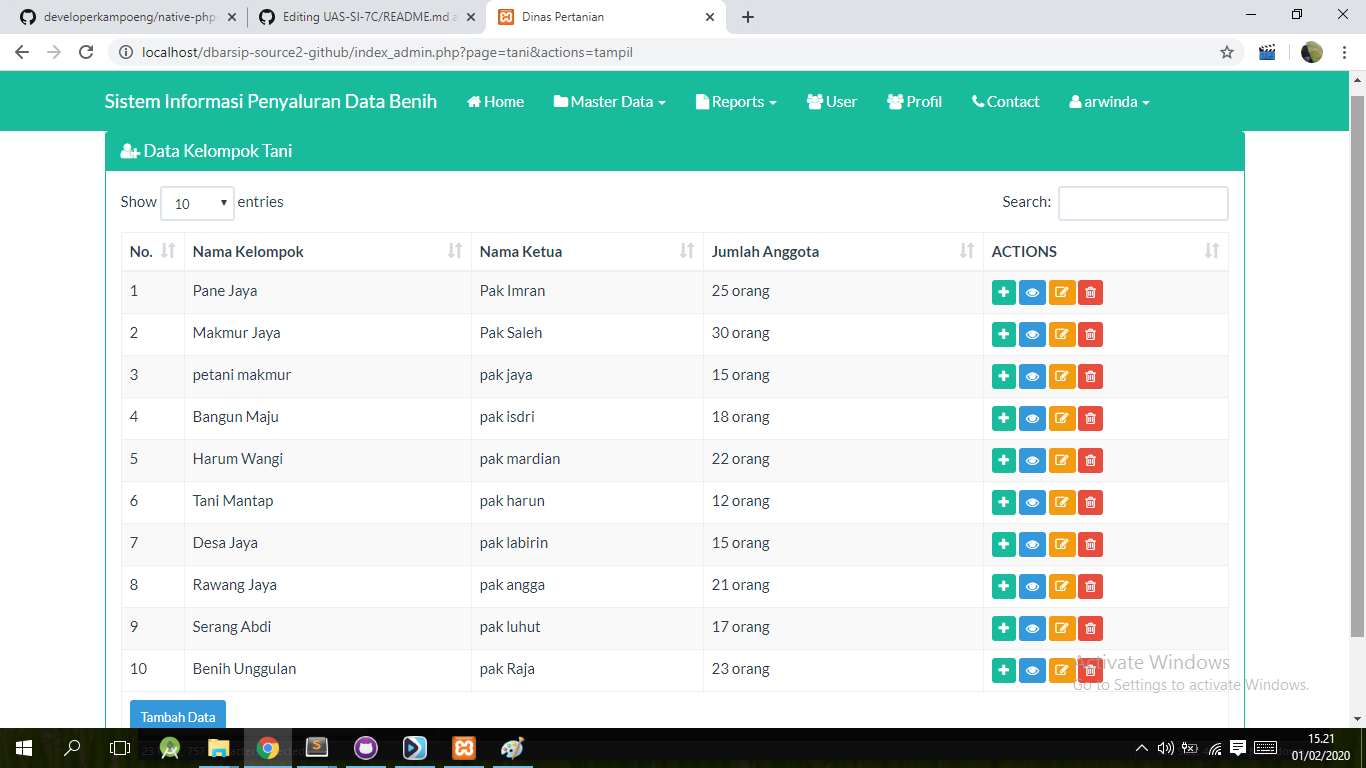 developerkampoeng/native-php-
Editing UAS-SI-7C/README.md a
Dinas Pertanian
localhost/dbarsip-source2-github/index_admin.php?page=tani&actions=tampil
Sistem Informasi Penyaluran Data Benih Home Master Data Reports User Profil Contact arwinda
Data Kelompok Tani
Show 10 entries Search:
No. Nama Kelompok Nama Ketua Jumlah Anggota ACTIONS
1 Pane Jaya Pak Imran 25 orang
2 Makmur Jaya Pak Saleh 30 orang
3 petani makmur pak jaya 15 orang
4 Bangun Maju pak isdri 18 orang
5 Harum Wangi pak mardian 22 orang
6 Tani Mantap pak harun 12 orang
7 Desa Jaya pak labirin 15 orang
8 Rawang Jaya pak angga 21 orang
9 Serang Abdi pak luhut 17 orang
10 Benih Unggulan pak Raja 23 orang
Activate Windows
Go to Settings to activate Windows.
Tambah Data
15.21
01/02/2020